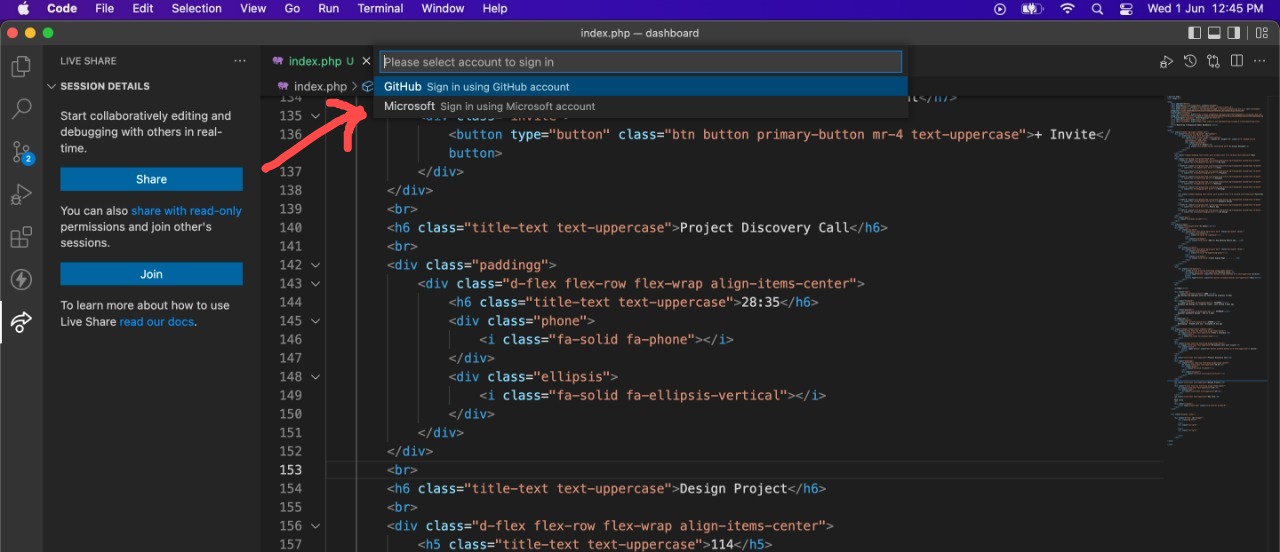 Code File Edit Selection View Go Run Terminal Window Help Wed 1 Jun 12:45 PM
index.php — dashboard
LIVE SHARE
SESSION DETAILS
Start collaboratively editing and
debugging with others in real-
time.
Share
You can also share with read-only
permissions and join other's
sessions.
Join
To learn more about how to use
Live Share read our docs.
2
index.php U
index.php
Please select account to sign in
GitHub Sign in using GitHub account
Microsoft Sign in using Microsoft account
134 </h7>
135 <div class="invite">
136 <button type="button" class="btn button primary-button mr-4 text-uppercase">+ Invite</
button>
137 </div>
138 </div>
139 <br>
140 <h6 class="title-text text-uppercase">Project Discovery Call</h6>
141 <br>
142 <div class="paddingg">
143 <div class="d-flex flex-row flex-wrap align-items-center">
144 <h6 class="title-text text-uppercase">28:35</h6>
145 <div class="phone">
146 <i class="fa-solid fa-phone"></i>
147 </div>
148 <div class="ellipsis">
149 <i class="fa-solid fa-ellipsis-vertical"></i>
150 </div>
151 </div>
152 </div>
153 <br>
154 <h6 class="title-text text-uppercase">Design Project</h6>
155 <br>
156 <div class="d-flex flex-row flex-wrap align-items-center">
157 <h5 class="title-text text-uppercase">114</h5>